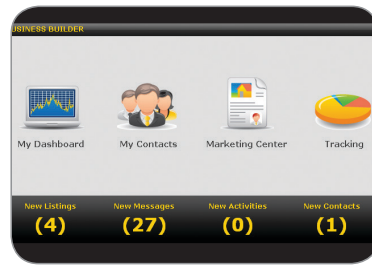 USINESS BUILDER
My Dashboard My Contacts Marketing Center Tracking
New Listings New Messages New Activities New Contacts
(4) (27) (0) (1)